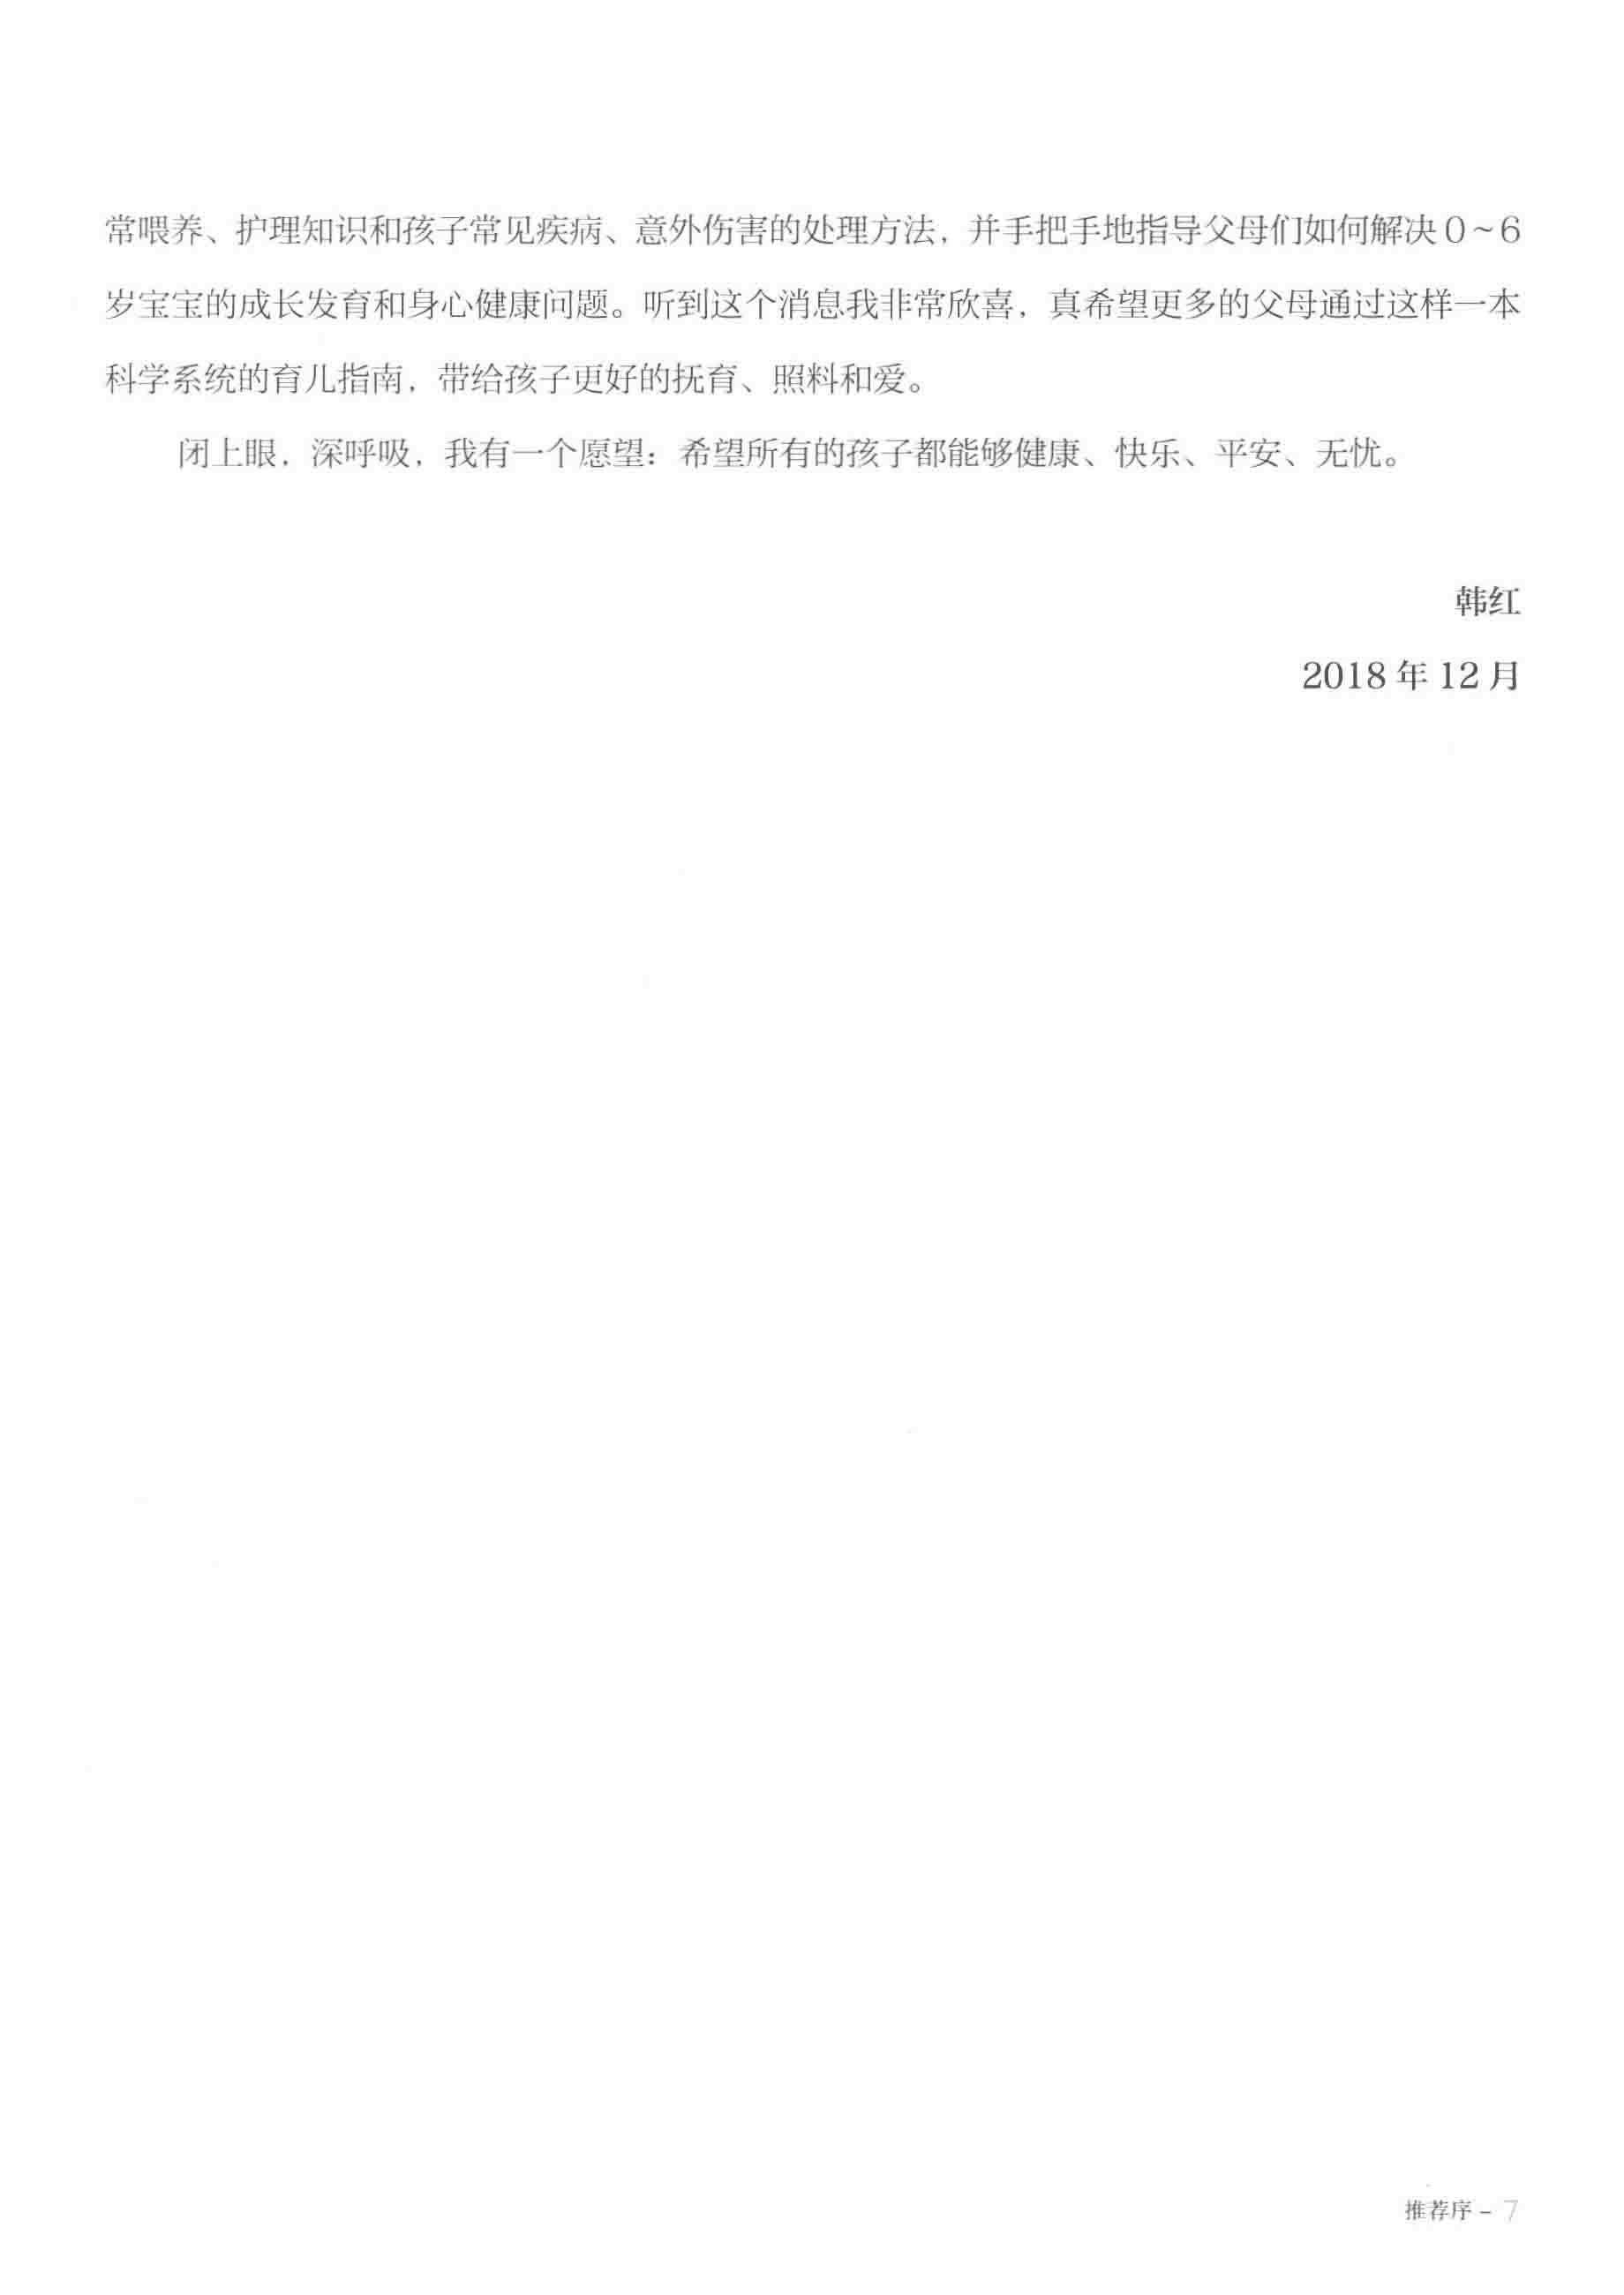 常喂养、护理知识和孩子常见疾病、意外伤害的处理方法，并手把手地指导父母们如何解决0~6
岁宝宝的成长发育和身心健康问题。听到这个消息我非常欣喜，真希望更多的父母通过这样一本
科学系统的育儿指南，带给孩子更好的抚育、照料和爱。
闭上眼，深呼吸，我有一个愿望：希望所有的孩子都能够健康、快乐、平安、无忧。
韩红
2018年12月
推荐序 – 7